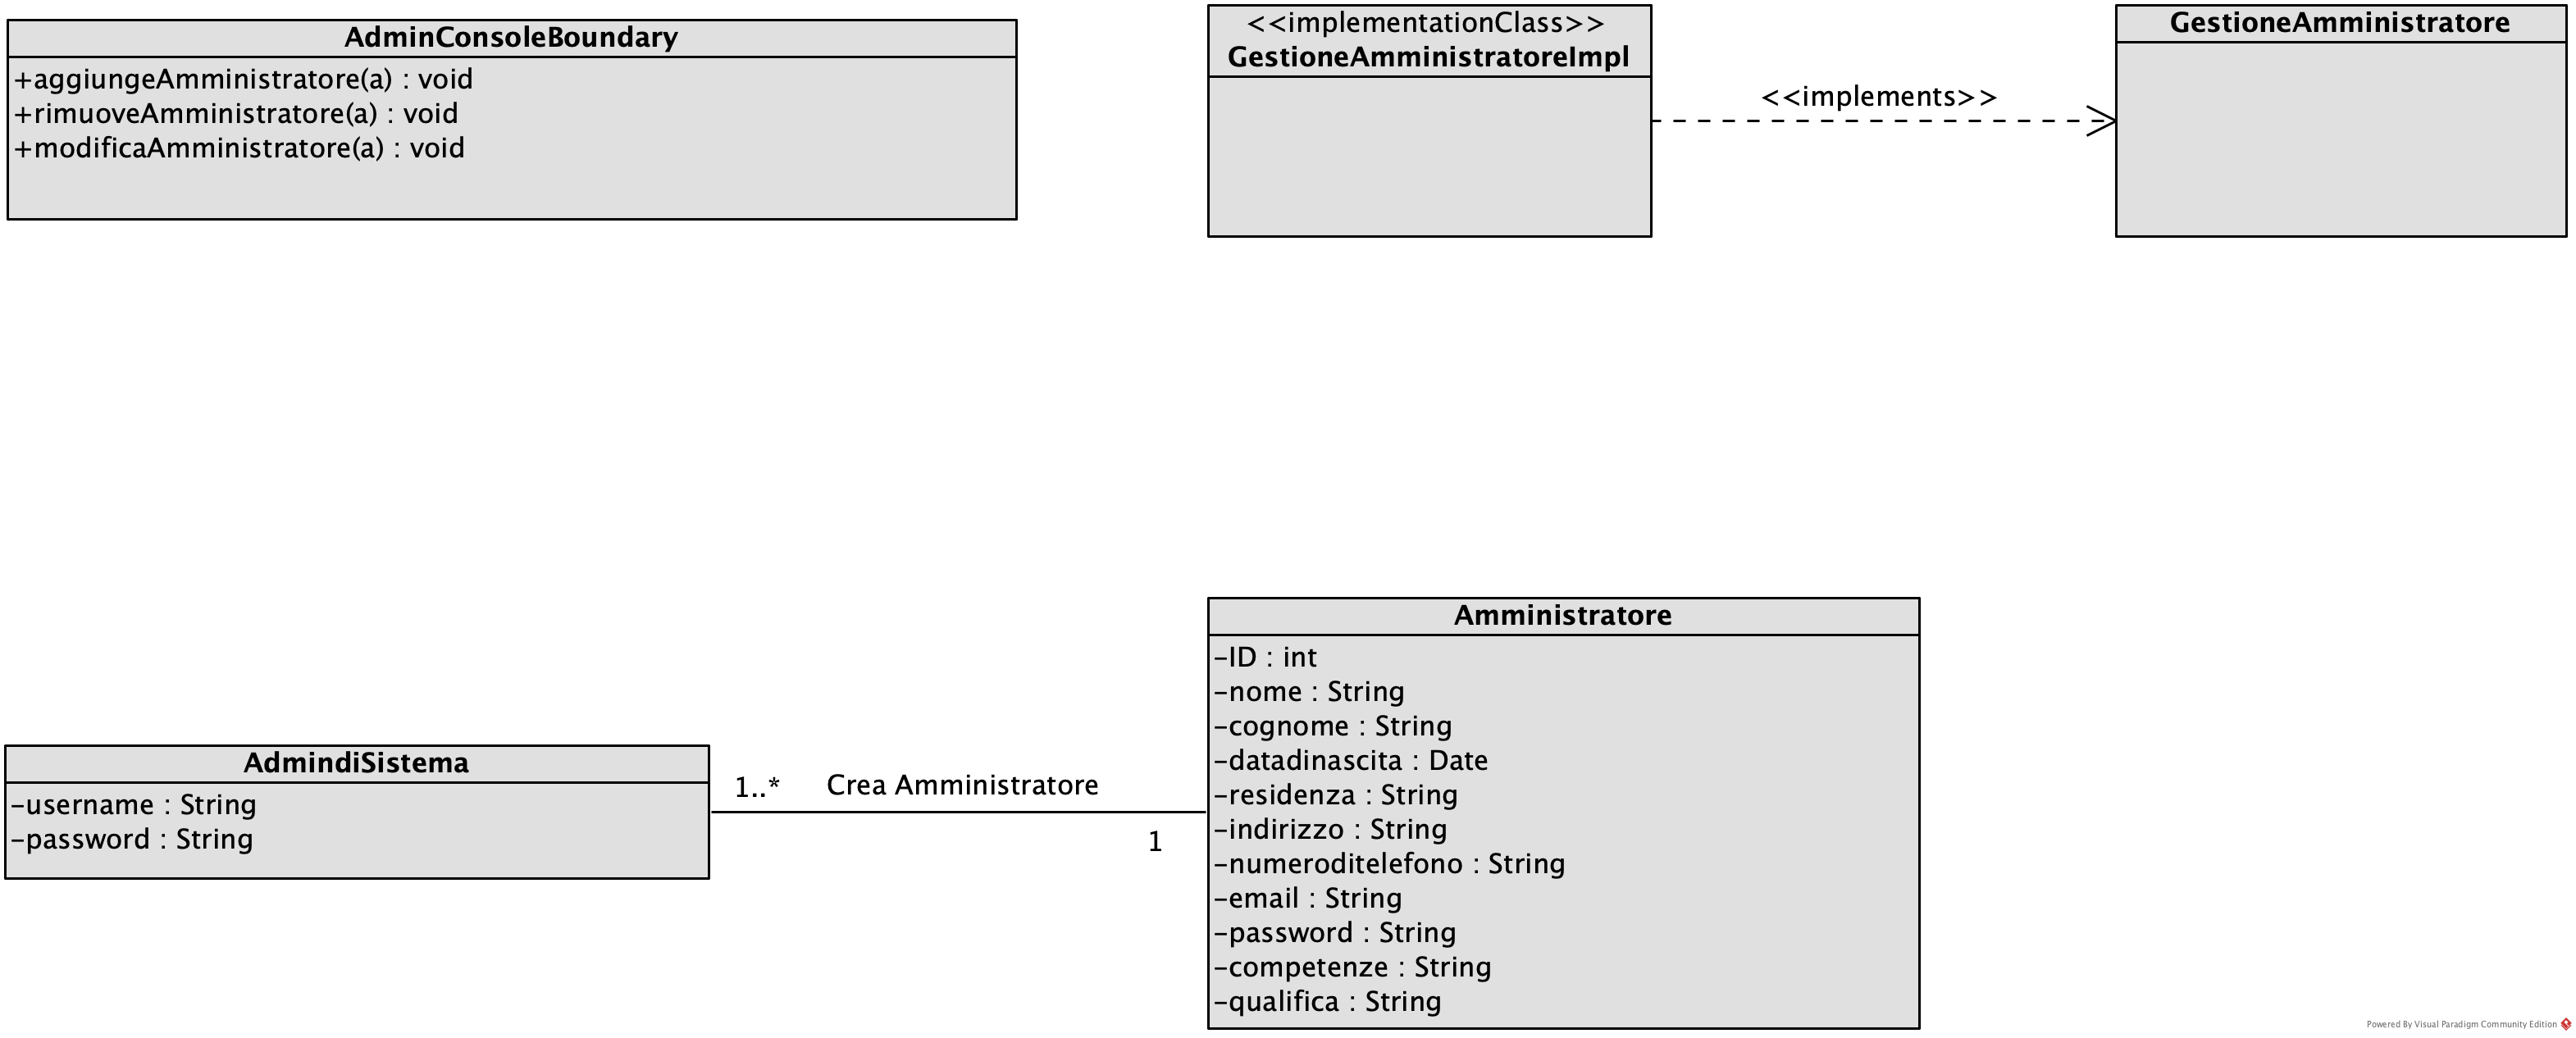 AdminConsoleBoundary
+aggiungeAmministratore(a) : void
+rimuoveAmministratore(a) : void
+modificaAmministratore(a) : void
<<implementationClass>>
GestioneAmministratoreImpl
<<implements>>
GestioneAmministratore
AdmindiSistema
-username : String
-password : String
1..*
Crea Amministratore
1
Amministratore
-ID : int
-nome : String
-cognome : String
-datadinascita : Date
-residenza : String
-indirizzo : String
-numeroditelefono : String
-email : String
-password : String
-competenze : String
-qualifica : String
Powered By Visual Paradigm Community Edition